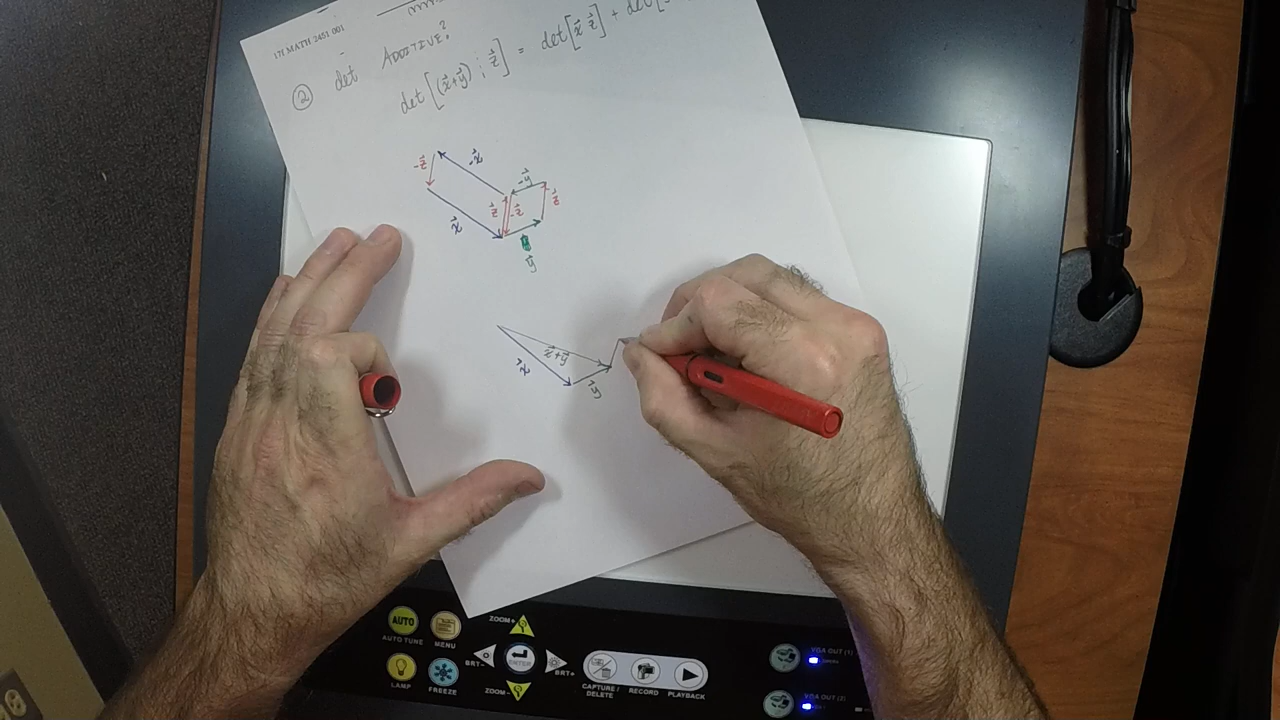 171 MATH 2451 001
② det ADDITIVE?
det [(x⃗+y⃗) ; z⃗] = det[x⃗ z⃗] + det[
-z⃗
-x⃗
-y⃗
z⃗
-z⃗
z⃗
x⃗
y⃗
x⃗+y⃗
x⃗
y⃗
AUTO
AUTO TUNE
MENU
ZOOM+
BRT-
ENTER
BRT+
LAMP
FREEZE
ZOOM-
CAPTURE / DELETE
RECORD
PLAYBACK
VGA OUT (1)
VGA OUT (2)